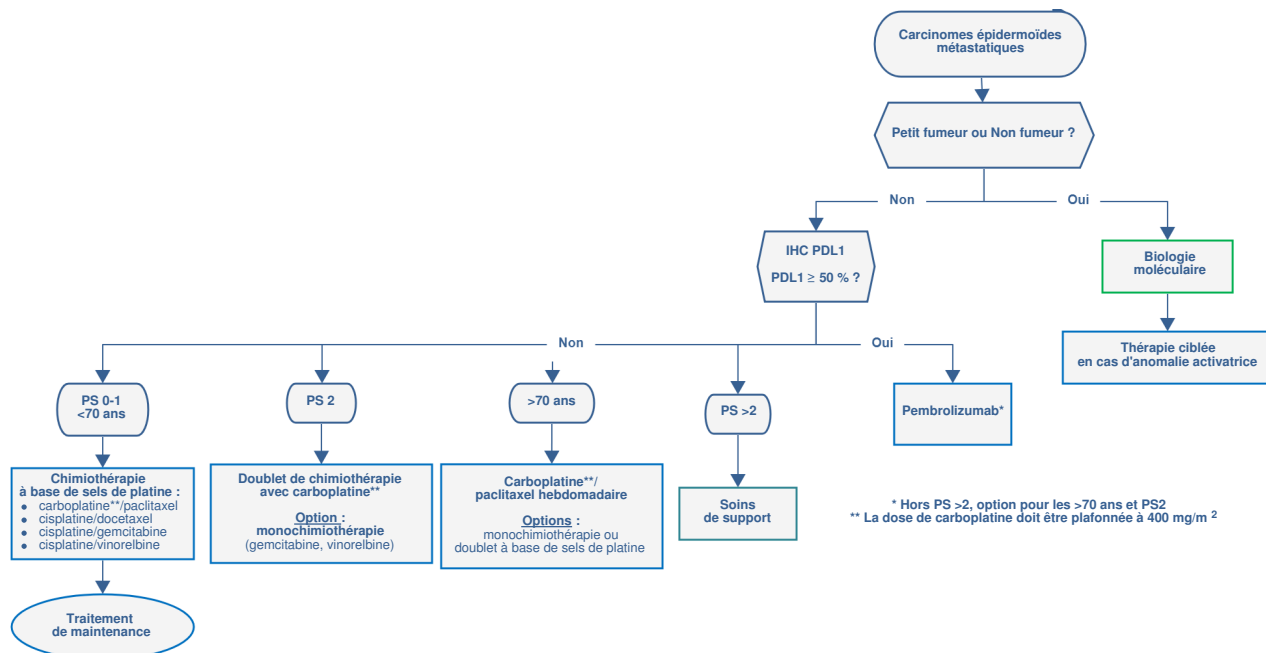 Carcinomes épidermoïdes
métastatiques
Petit fumeur ou Non fumeur ?
Non
Oui
IHC PDL1
PDL1 ≥ 50 % ?
Biologie
moléculaire
Thérapie ciblée
en cas d'anomalie activatrice
Non
Oui
PS 0-1
<70 ans
PS 2
>70 ans
PS >2
Pembrolizumab*
Chimiothérapie
à base de sels de platine :
● carboplatine**/paclitaxel
● cisplatine/docetaxel
● cisplatine/gemcitabine
● cisplatine/vinorelbine
Doublet de chimiothérapie
avec carboplatine**
Option :
monochimiothérapie
(gemcitabine, vinorelbine)
Carboplatine**/
paclitaxel hebdomadaire
Options :
monochimiothérapie ou
doublet à base de sels de platine
Soins
de support
* Hors PS >2, option pour les >70 ans et PS2
** La dose de carboplatine doit être plafonnée à 400 mg/m ²
Traitement
de maintenance